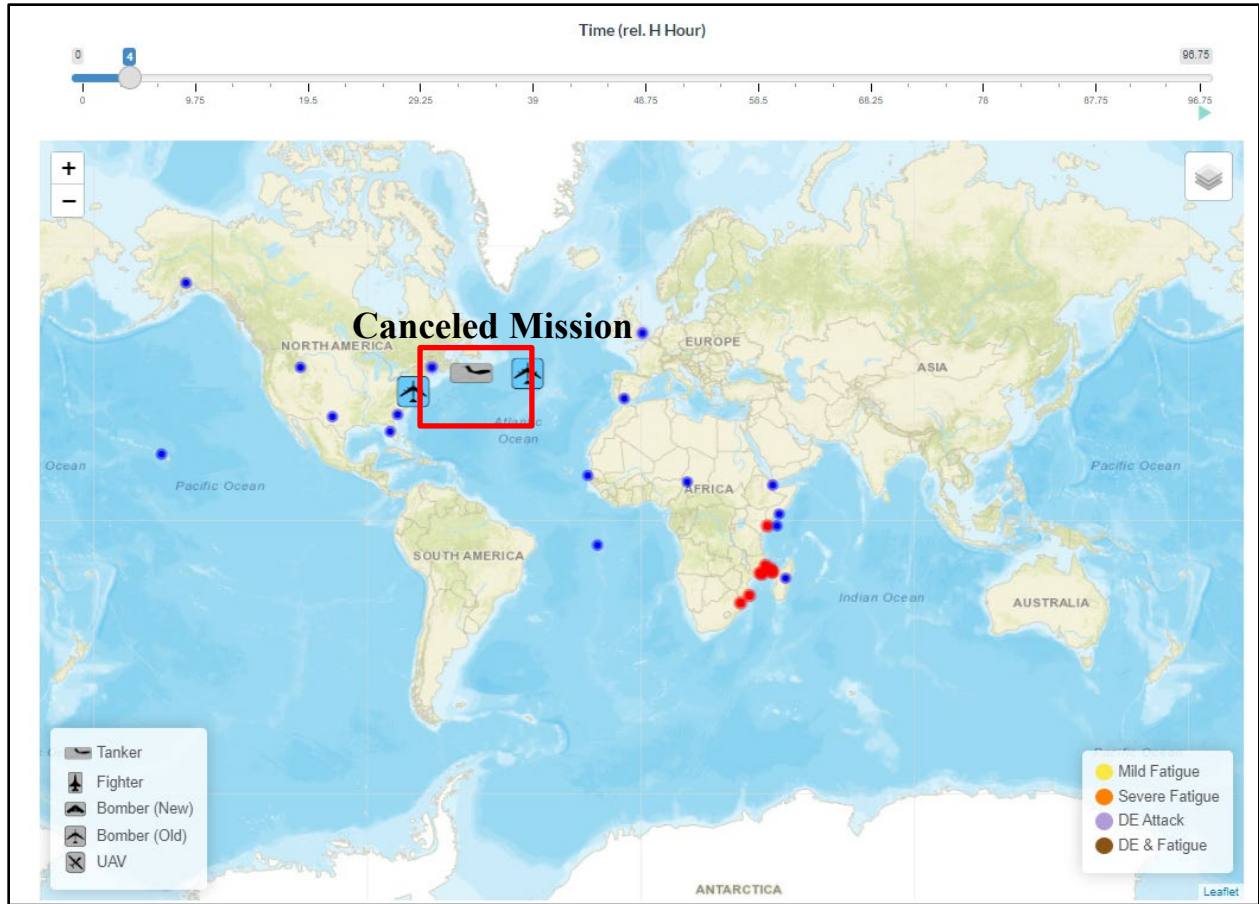 Time (rel. H Hour)
0
4
96.75
0
9.75
19.5
29.25
39
48.75
58.5
68.25
78
87.75
96.75
+
−
Canceled Mission
NORTH AMERICA
EUROPE
ASIA
Atlantic
Ocean
Ocean
Pacific Ocean
AFRICA
Pacific Ocean
SOUTH AMERICA
Indian Ocean
AUSTRALIA
Tanker
Fighter
Bomber (New)
Bomber (Old)
UAV
Mild Fatigue
Severe Fatigue
DE Attack
DE & Fatigue
ANTARCTICA
Leaflet